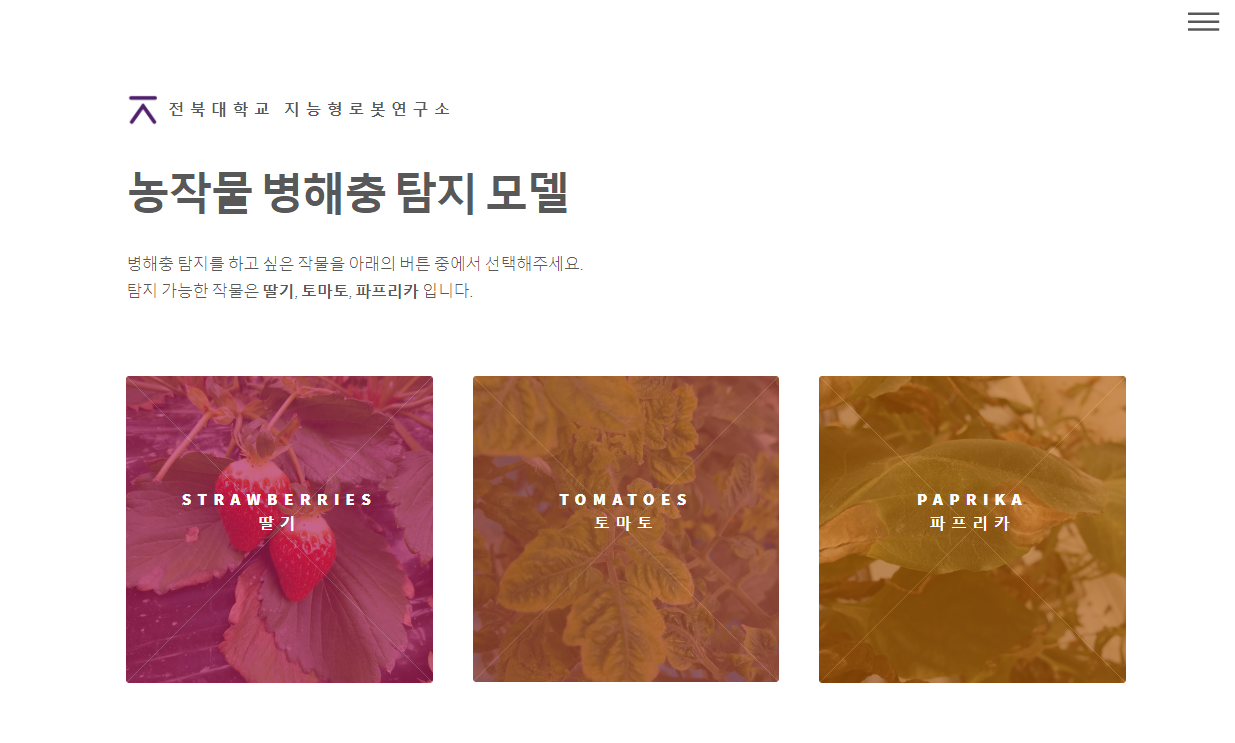 전북대학교 지능형로봇연구소
농작물 병해충 탐지 모델
병해충 탐지를 하고 싶은 작물을 아래의 버튼 중에서 선택해주세요.
탐지 가능한 작물은 딸기, 토마토, 파프리카 입니다.
STRAWBERRIES
딸기
TOMATOES
토마토
PAPRIKA
파프리카